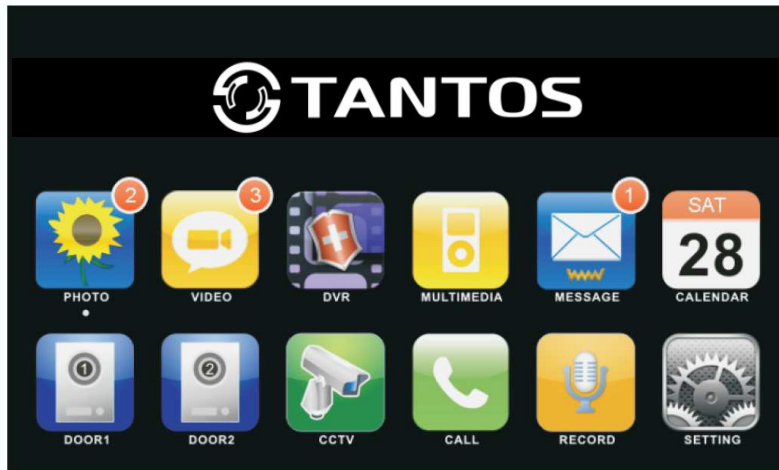 TANTOS
2 3 1 SAT
28
PHOTO VIDEO DVR MULTIMEDIA MESSAGE CALENDAR
1 2
DOOR1 DOOR2 CCTV CALL RECORD SETTING